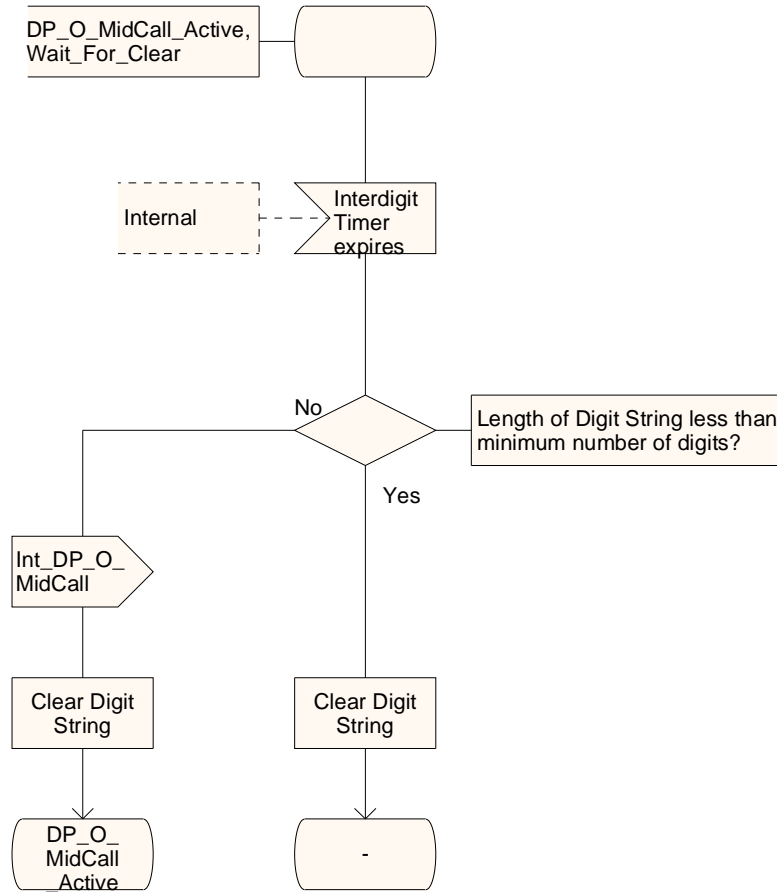 DP_O_MidCall_Active,
Wait_For_Clear
Internal
Interdigit
Timer
expires
No
Length of Digit String less than
minimum number of digits?
Yes
Int_DP_O_
MidCall
Clear Digit
String
Clear Digit
String
DP_O_
MidCall
_Active
-